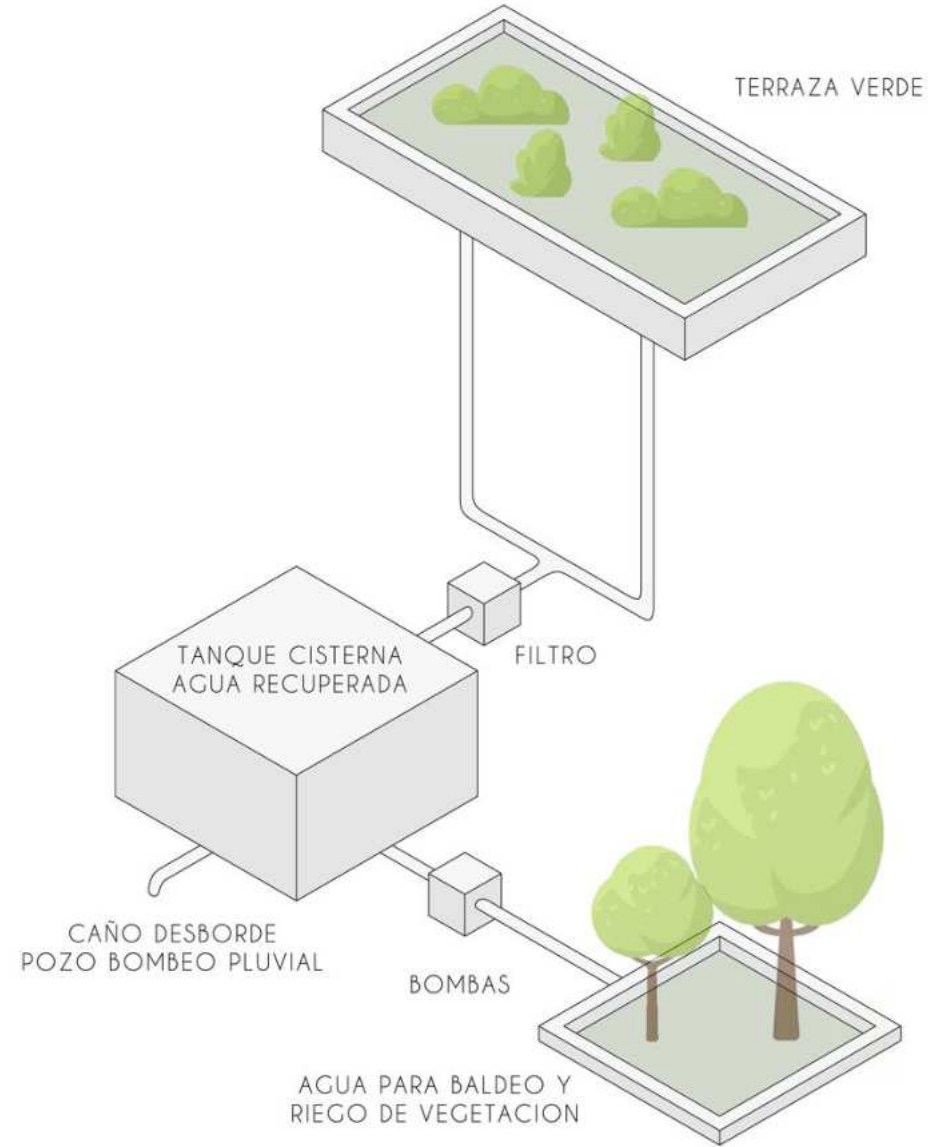 TERRAZA VERDE
TANQUE CISTERNA
AGUA RECUPERADA
FILTRO
CAÑO DESBORDE
POZO BOMBEO PLUVIAL
BOMBAS
AGUA PARA BALDEO Y
RIEGO DE VEGETACION